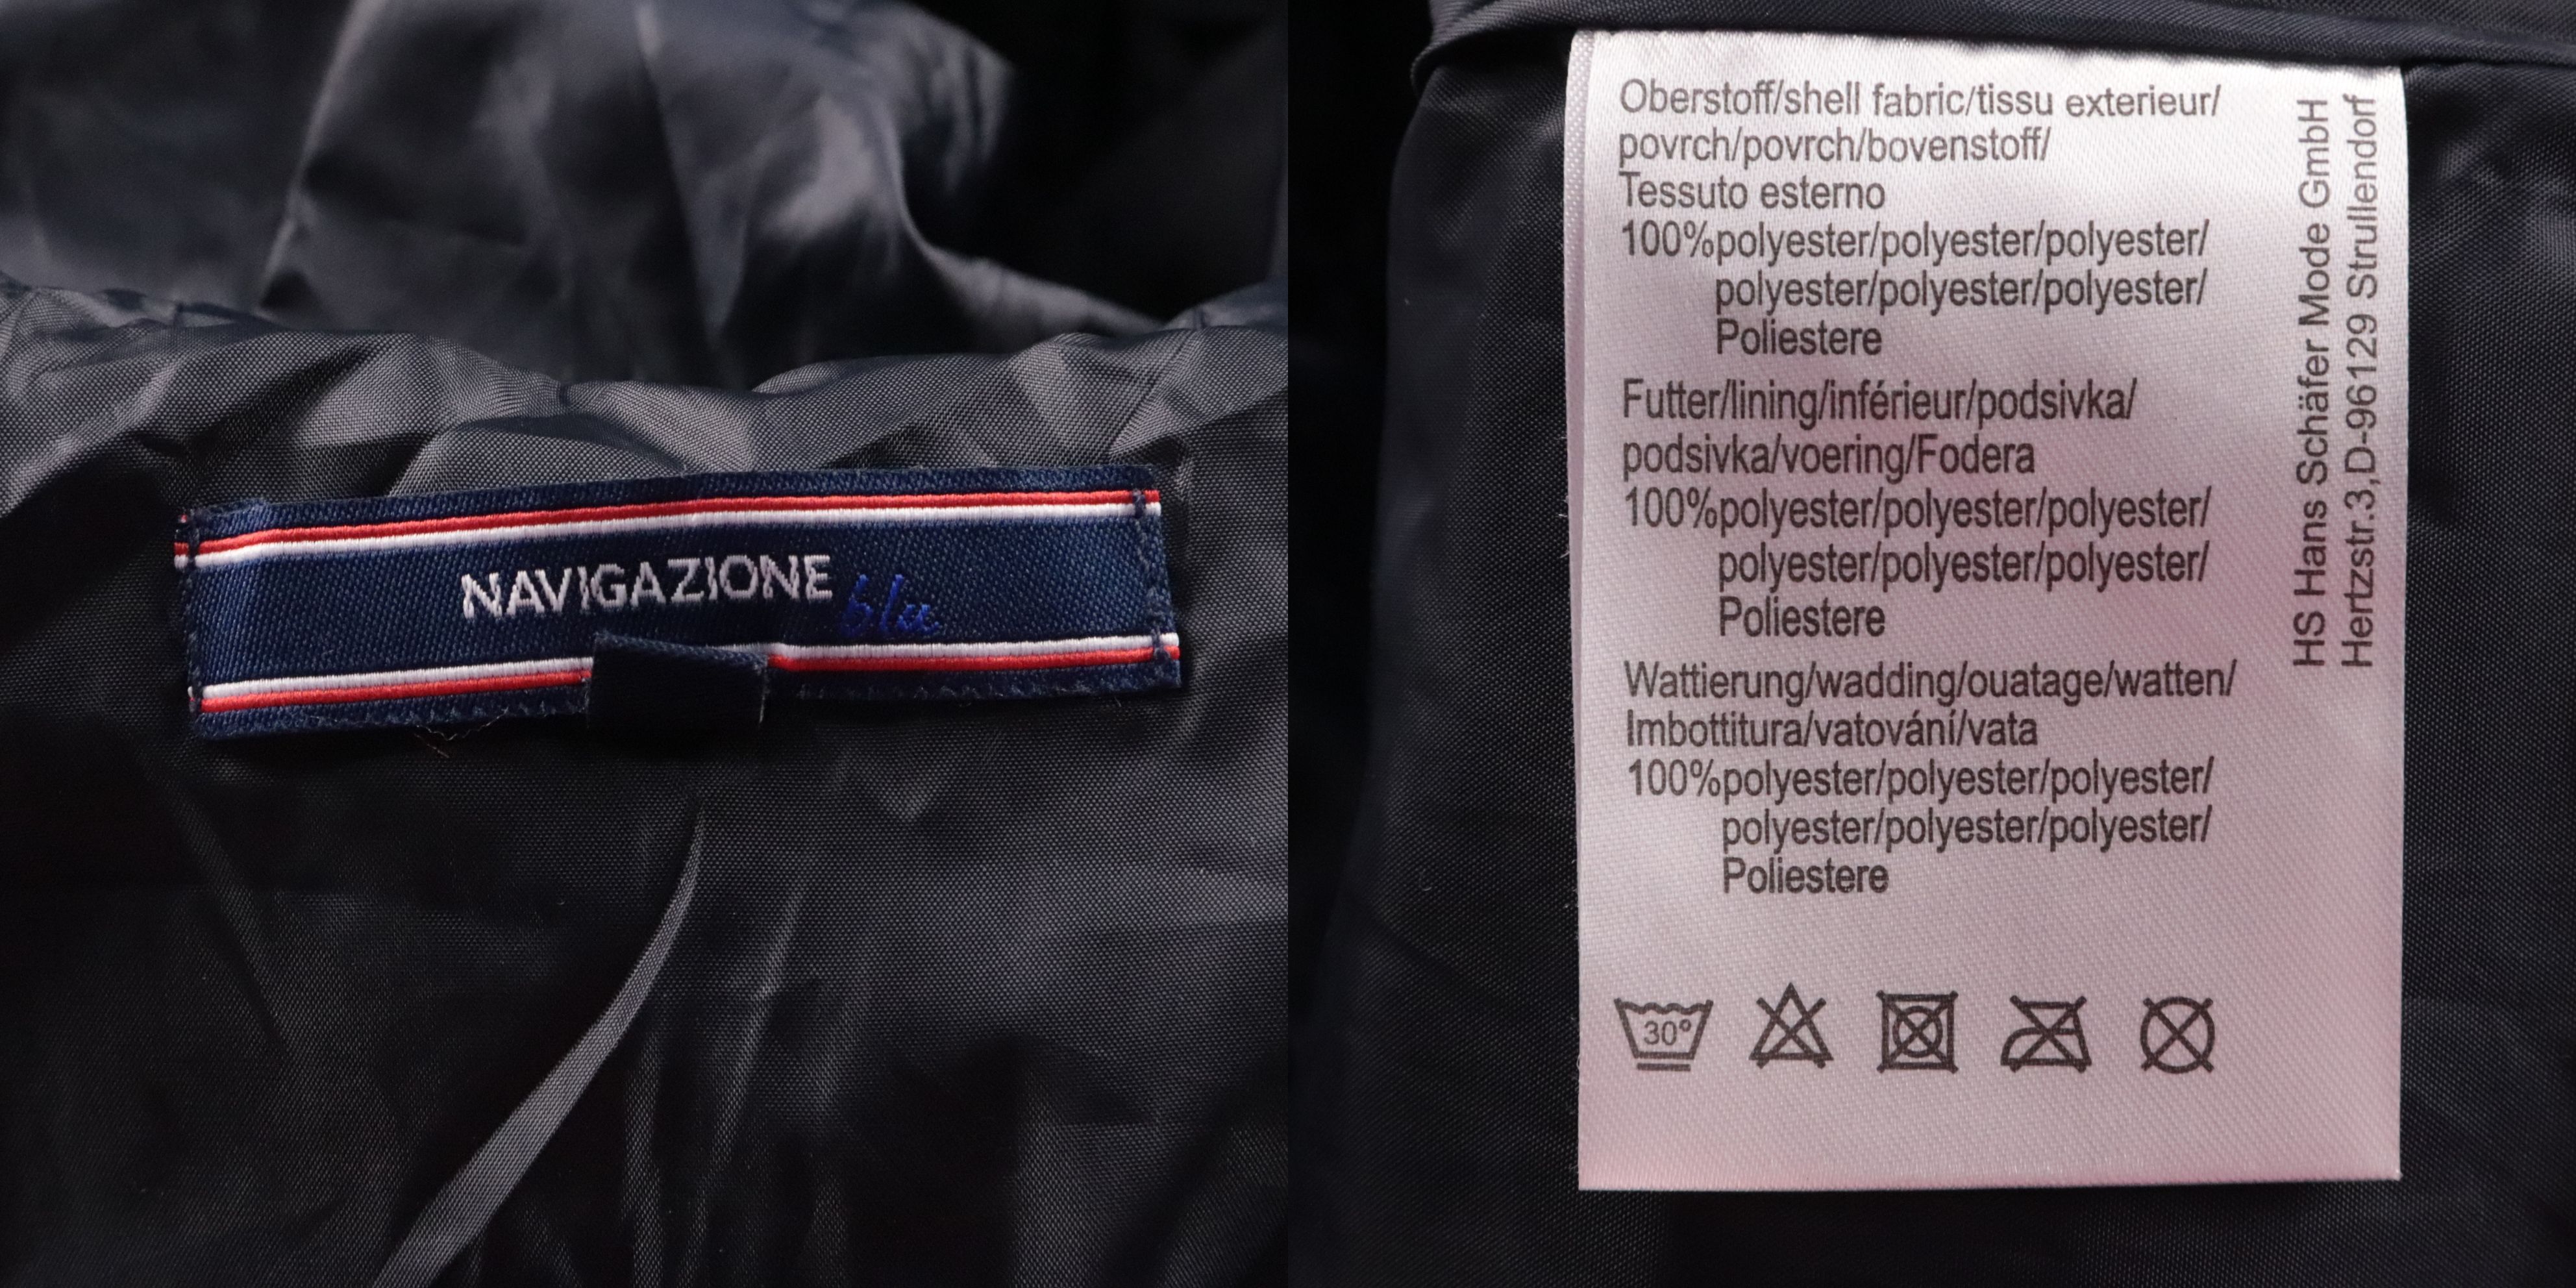 NAVIGAZIONE
blu
Oberstoff/shell fabric/tissu exterieur/
povrch/povrch/bovenstoff/
Tessuto esterno
100%polyester/polyester/polyester/
polyester/polyester/polyester/
Poliestere
Futter/lining/inférieur/podsivka/
podsivka/voering/Fodera
100%polyester/polyester/polyester/
polyester/polyester/polyester/
Poliestere
Wattierung/wadding/ouatage/watten/
Imbottitura/vatování/vata
100%polyester/polyester/polyester/
polyester/polyester/polyester/
Poliestere
30°
HS Hans Schäfer Mode GmbH
Hertzstr.3,D-96129 Strullendorf